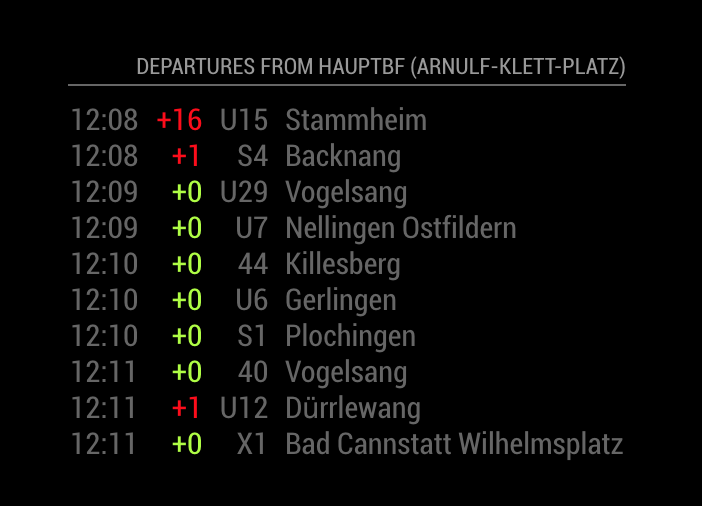 DEPARTURES FROM HAUPTBF (ARNULF-KLETT-PLATZ)
12:08 +16 U15 Stammheim
12:08 +1 S4 Backnang
12:09 +0 U29 Vogelsang
12:09 +0 U7 Nellingen Ostfildern
12:10 +0 44 Killesberg
12:10 +0 U6 Gerlingen
12:10 +0 S1 Plochingen
12:11 +0 40 Vogelsang
12:11 +1 U12 Dürrlewang
12:11 +0 X1 Bad Cannstatt Wilhelmsplatz